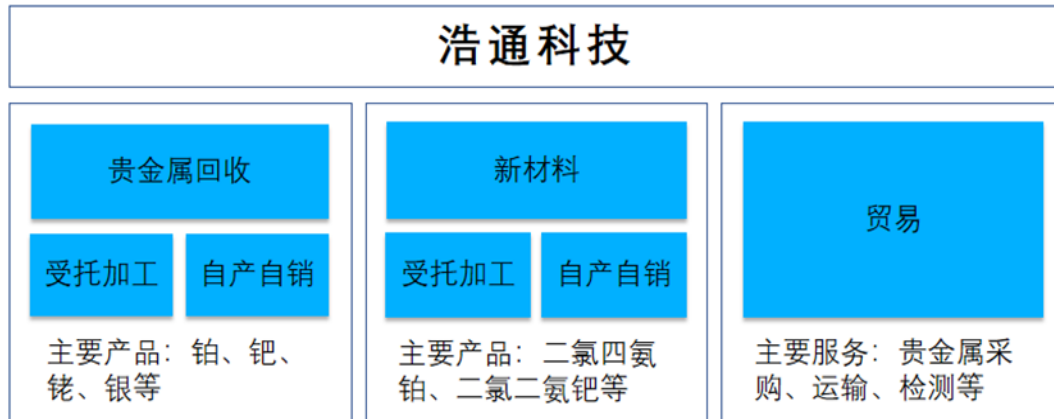 浩通科技
贵金属回收
受托加工
自产自销
主要产品：铂、钯、
铑、银等
新材料
受托加工
自产自销
主要产品：二氯四氨
铂、二氯二氨钯等
贸易
主要服务：贵金属采
购、运输、检测等